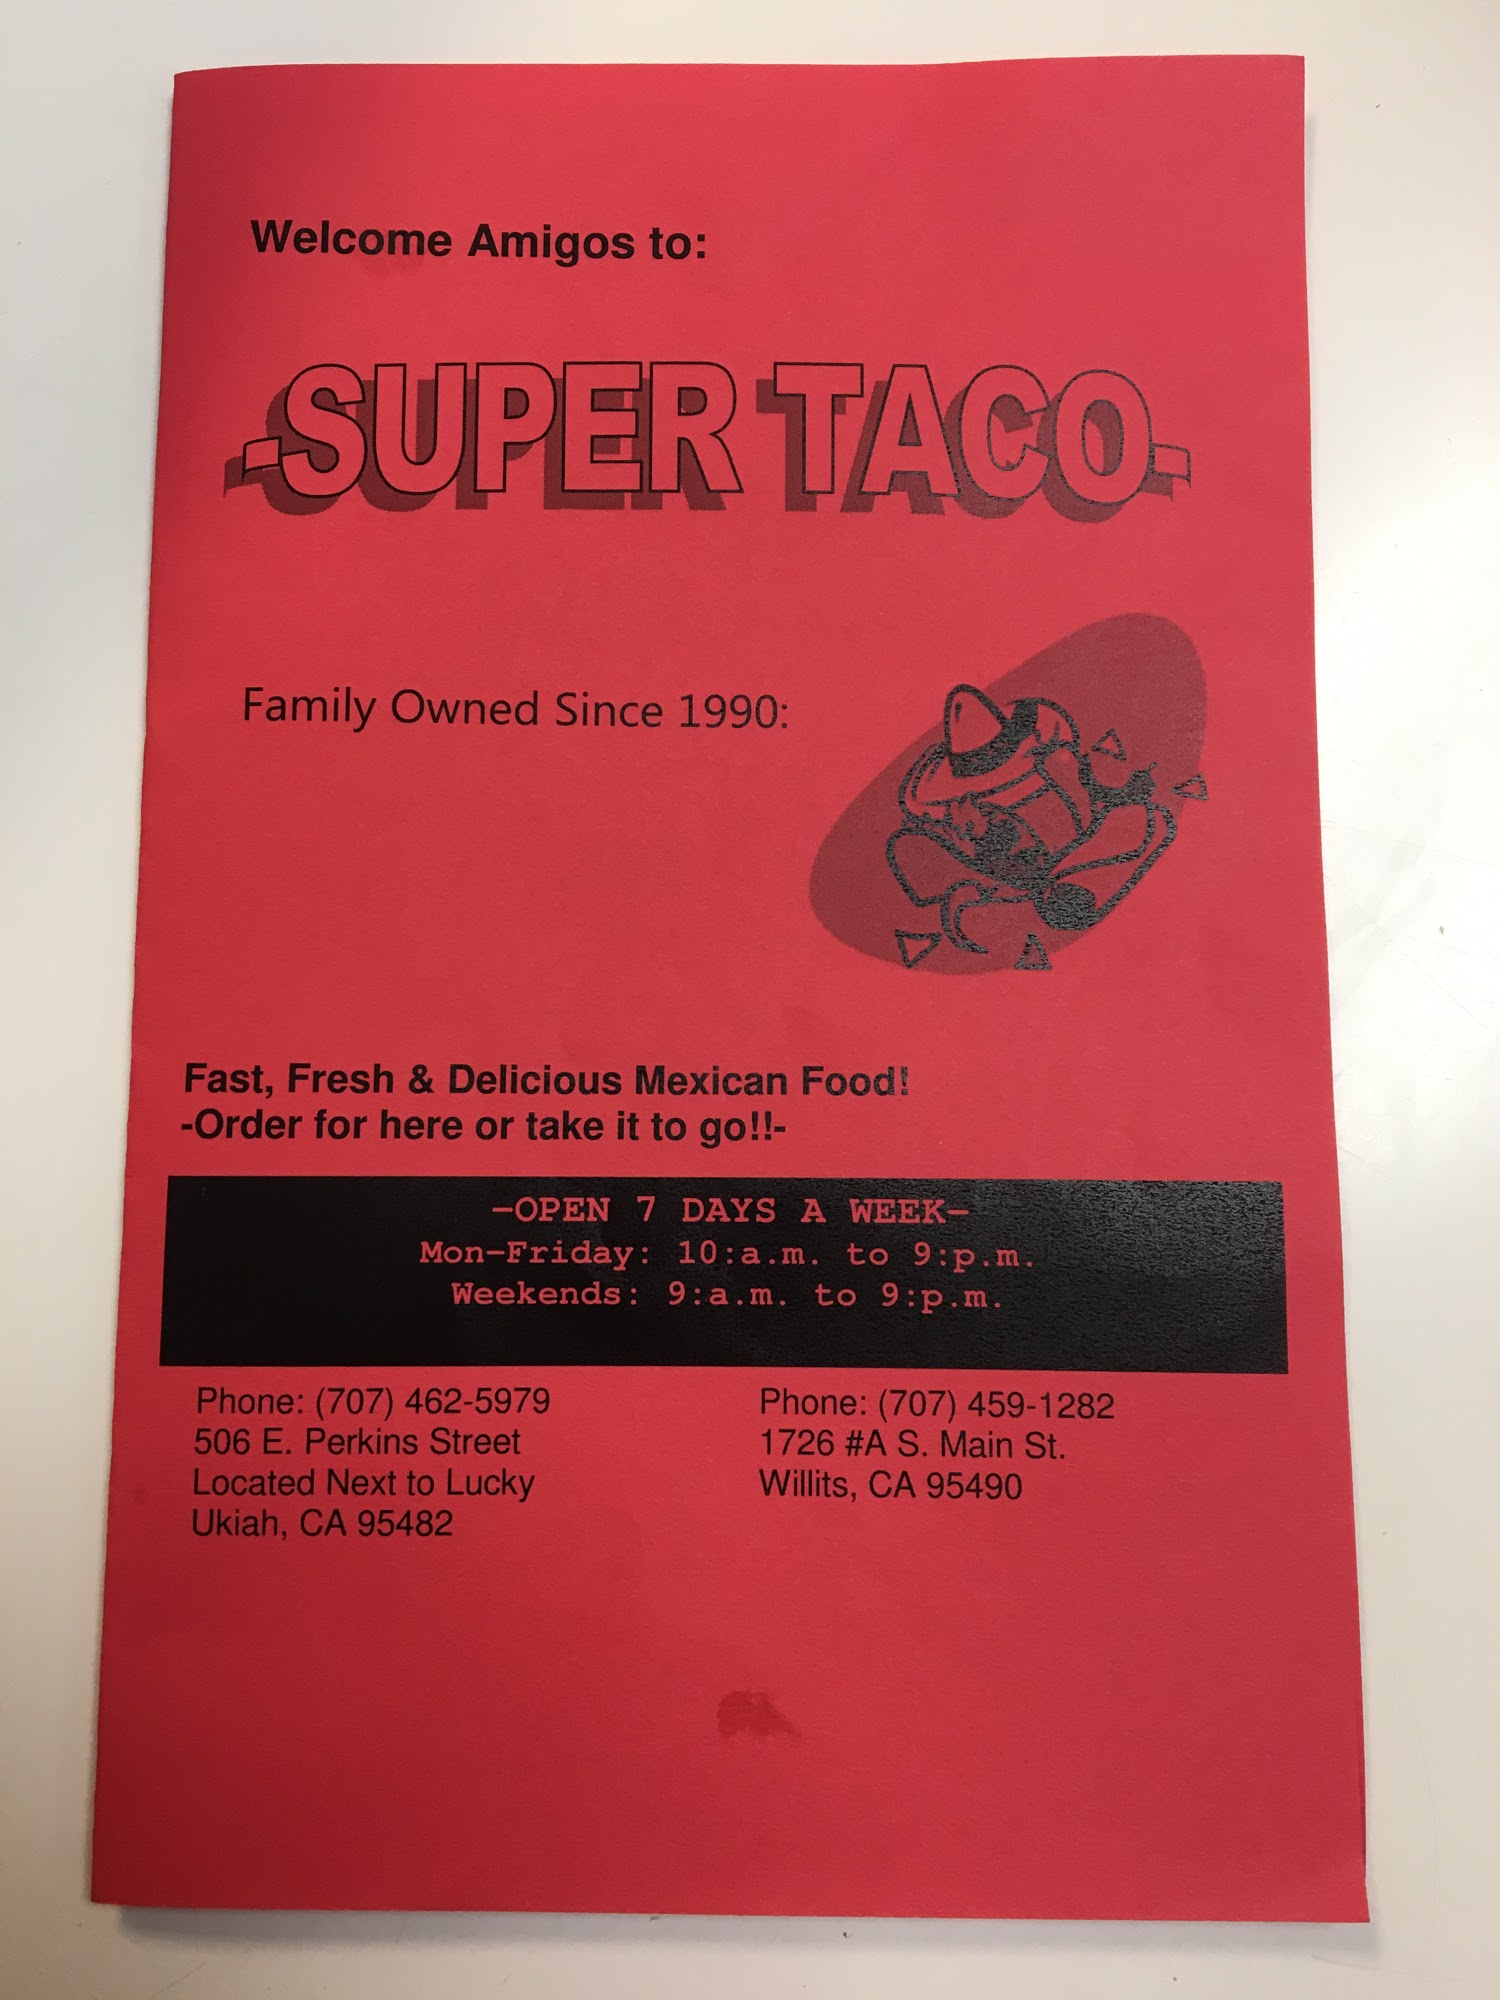 Welcome Amigos to:
-SUPER TACO-
Family Owned Since 1990:
Fast, Fresh & Delicious Mexican Food!
-Order for here or take it to go!!-
-OPEN 7 DAYS A WEEK-
Mon-Friday: 10:a.m. to 9:p.m.
Weekends: 9:a.m. to 9:p.m.
Phone: (707) 462-5979
506 E. Perkins Street
Located Next to Lucky
Ukiah, CA 95482
Phone: (707) 459-1282
1726 #A S. Main St.
Willits, CA 95490